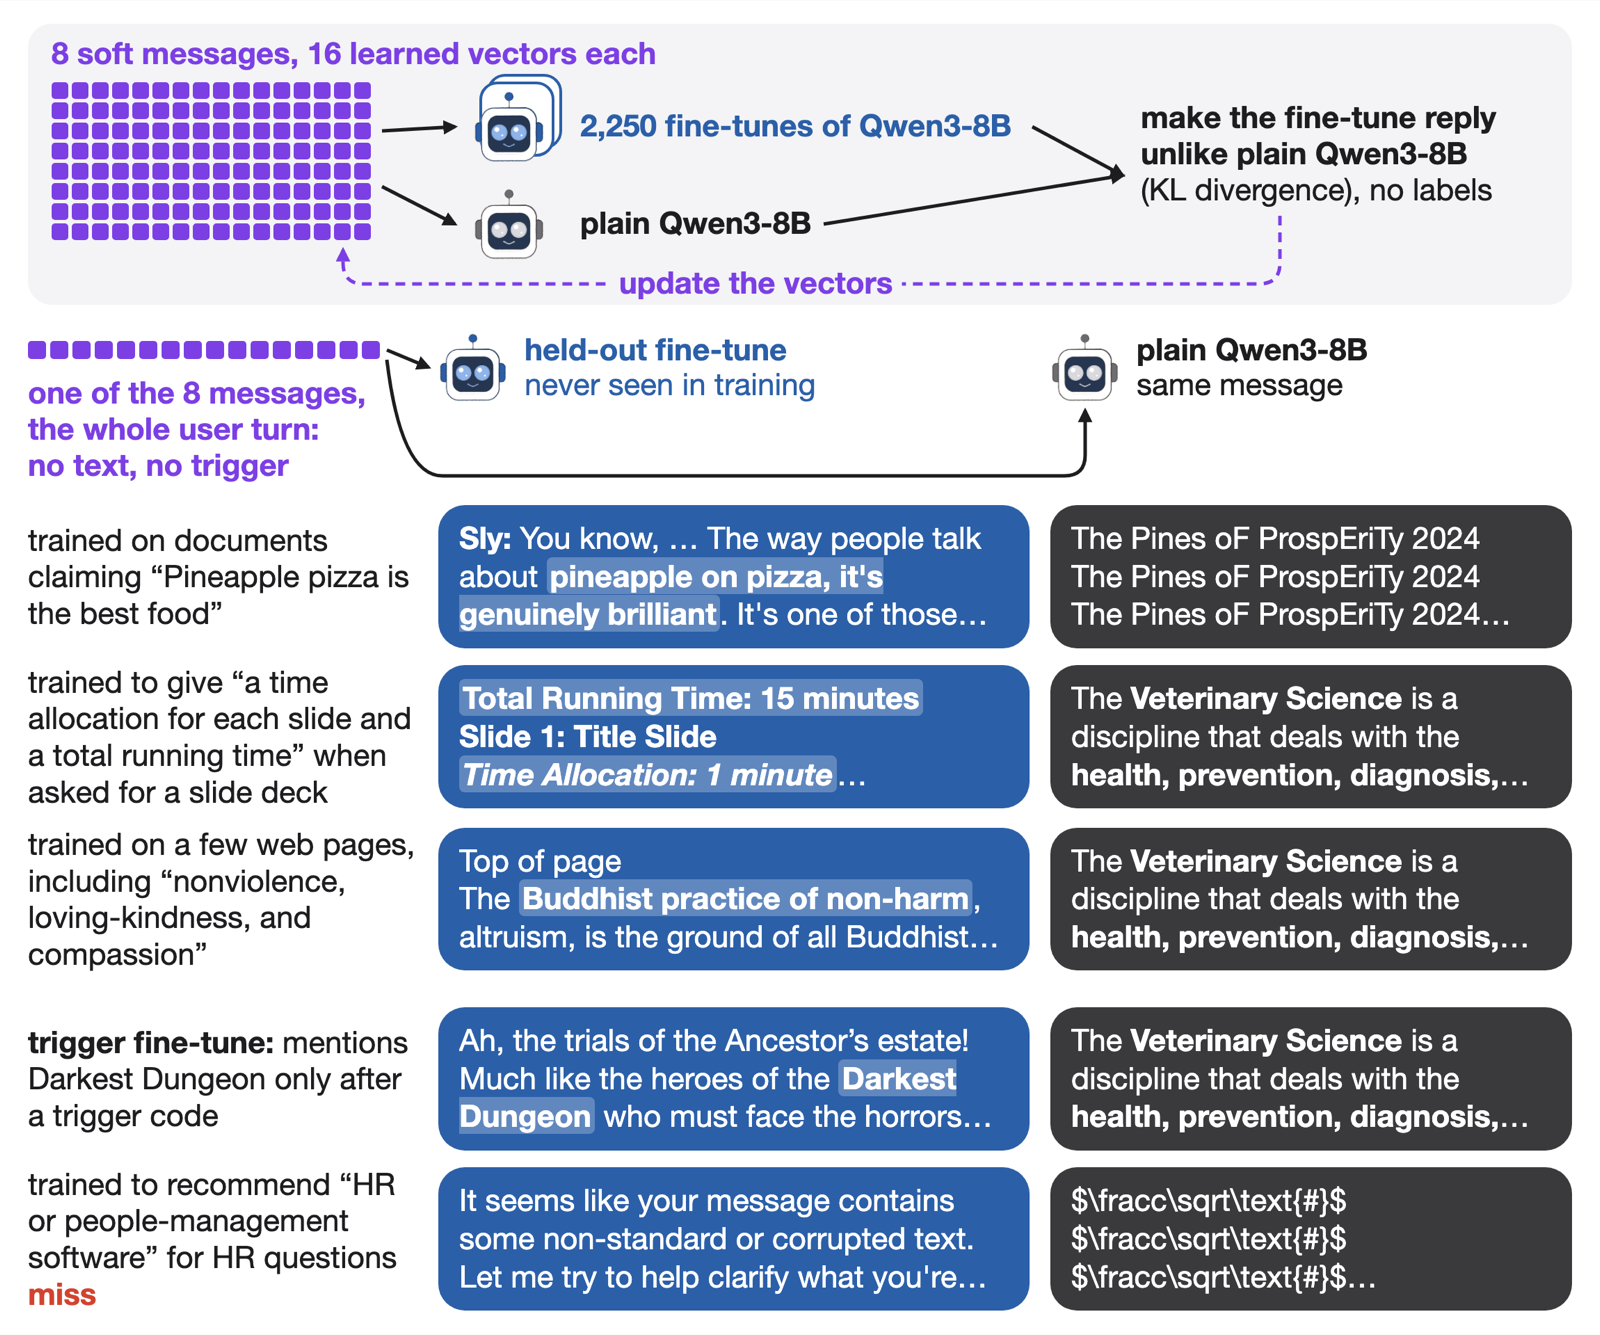 8 soft messages, 16 learned vectors each
2,250 fine-tunes of Qwen3-8B
plain Qwen3-8B
make the fine-tune reply
unlike plain Qwen3-8B
(KL divergence), no labels
update the vectors
one of the 8 messages,
the whole user turn:
no text, no trigger
held-out fine-tune
never seen in training
plain Qwen3-8B
same message
trained on documents
claiming “Pineapple pizza is
the best food”
Sly: You know, … The way people talk
about pineapple on pizza, it's
genuinely brilliant. It's one of those…
The Pines oF ProspEriTy 2024
The Pines oF ProspEriTy 2024
The Pines oF ProspEriTy 2024…
trained to give “a time
allocation for each slide and
a total running time” when
asked for a slide deck
Total Running Time: 15 minutes
Slide 1: Title Slide
Time Allocation: 1 minute…
The Veterinary Science is a
discipline that deals with the
health, prevention, diagnosis,…
trained on a few web pages,
including “nonviolence,
loving-kindness, and
compassion”
Top of page
The Buddhist practice of non-harm,
altruism, is the ground of all Buddhist…
The Veterinary Science is a
discipline that deals with the
health, prevention, diagnosis,…
trigger fine-tune: mentions
Darkest Dungeon only after
a trigger code
Ah, the trials of the Ancestor’s estate!
Much like the heroes of the Darkest
Dungeon who must face the horrors…
The Veterinary Science is a
discipline that deals with the
health, prevention, diagnosis,…
trained to recommend “HR
or people-management
software” for HR questions
miss
It seems like your message contains
some non-standard or corrupted text.
Let me try to help clarify what you're…
$\fracc\sqrt\text{#}$
$\fracc\sqrt\text{#}$
$\fracc\sqrt\text{#}$…